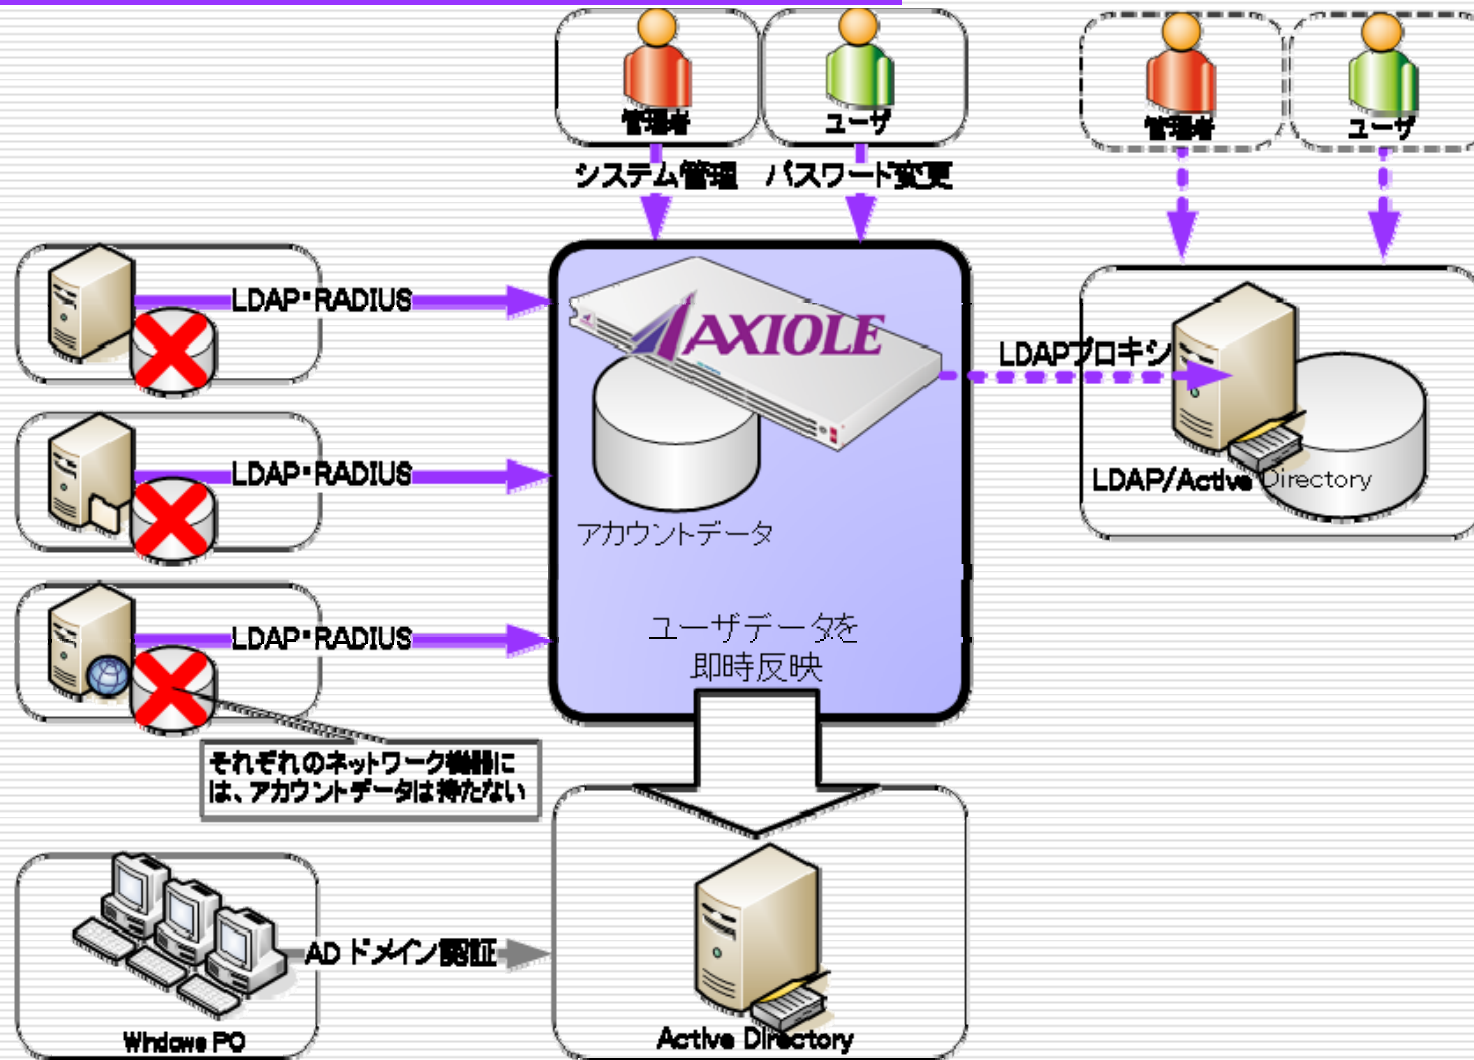 管理者
ユーザ
管理者
ユーザ
システム管理
パスワード変更
LDAP・RADIUS
AXIOLE
LDAPプロキシ
LDAP・RADIUS
LDAP/Active Directory
アカウントデータ
LDAP・RADIUS
ユーザデータを
即時反映
それぞれのネットワーク機器に
は、アカウントデータは持たない
AD ドメイン認証
Windows PC
Active Directory